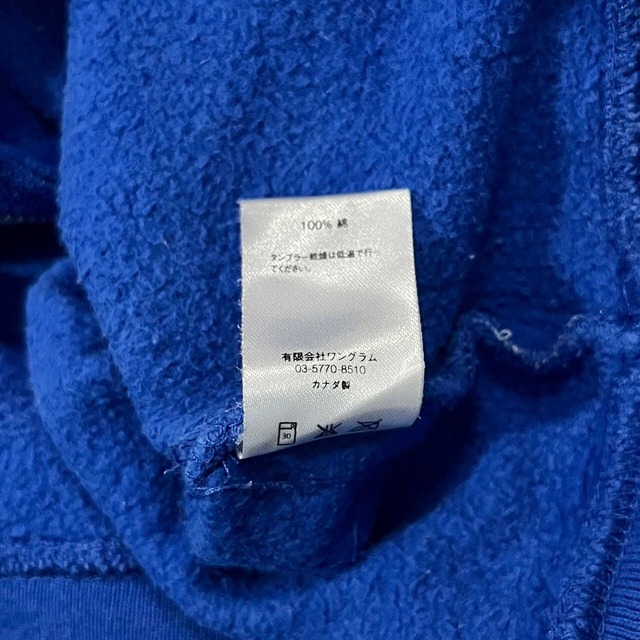 100% 綿
タンブラー乾燥は低温で行っ
てください。
有限会社ワングラム
03-5770-8510
カナダ製
30